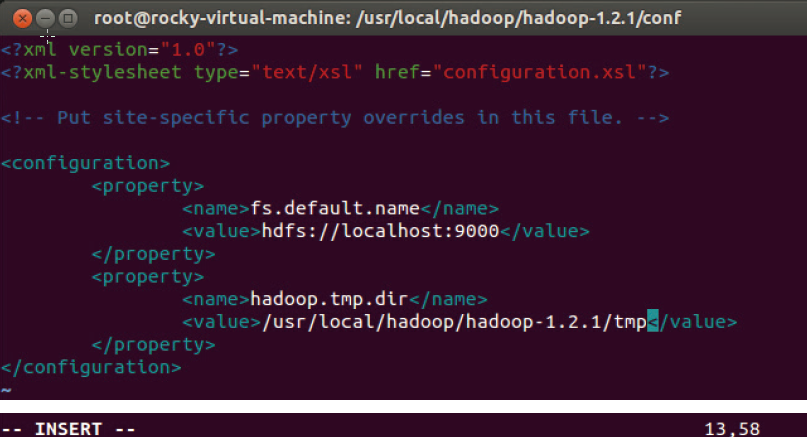 root@rocky-virtual-machine: /usr/local/hadoop/hadoop-1.2.1/conf
<?xml version="1.0"?>
<?xml-stylesheet type="text/xsl" href="configuration.xsl"?>
<!-- Put site-specific property overrides in this file. -->
<configuration>
<property>
<name>fs.default.name</name>
<value>hdfs://localhost:9000</value>
</property>
<property>
<name>hadoop.tmp.dir</name>
<value>/usr/local/hadoop/hadoop-1.2.1/tmp</value>
</property>
</configuration>
~
-- INSERT -- 13,58